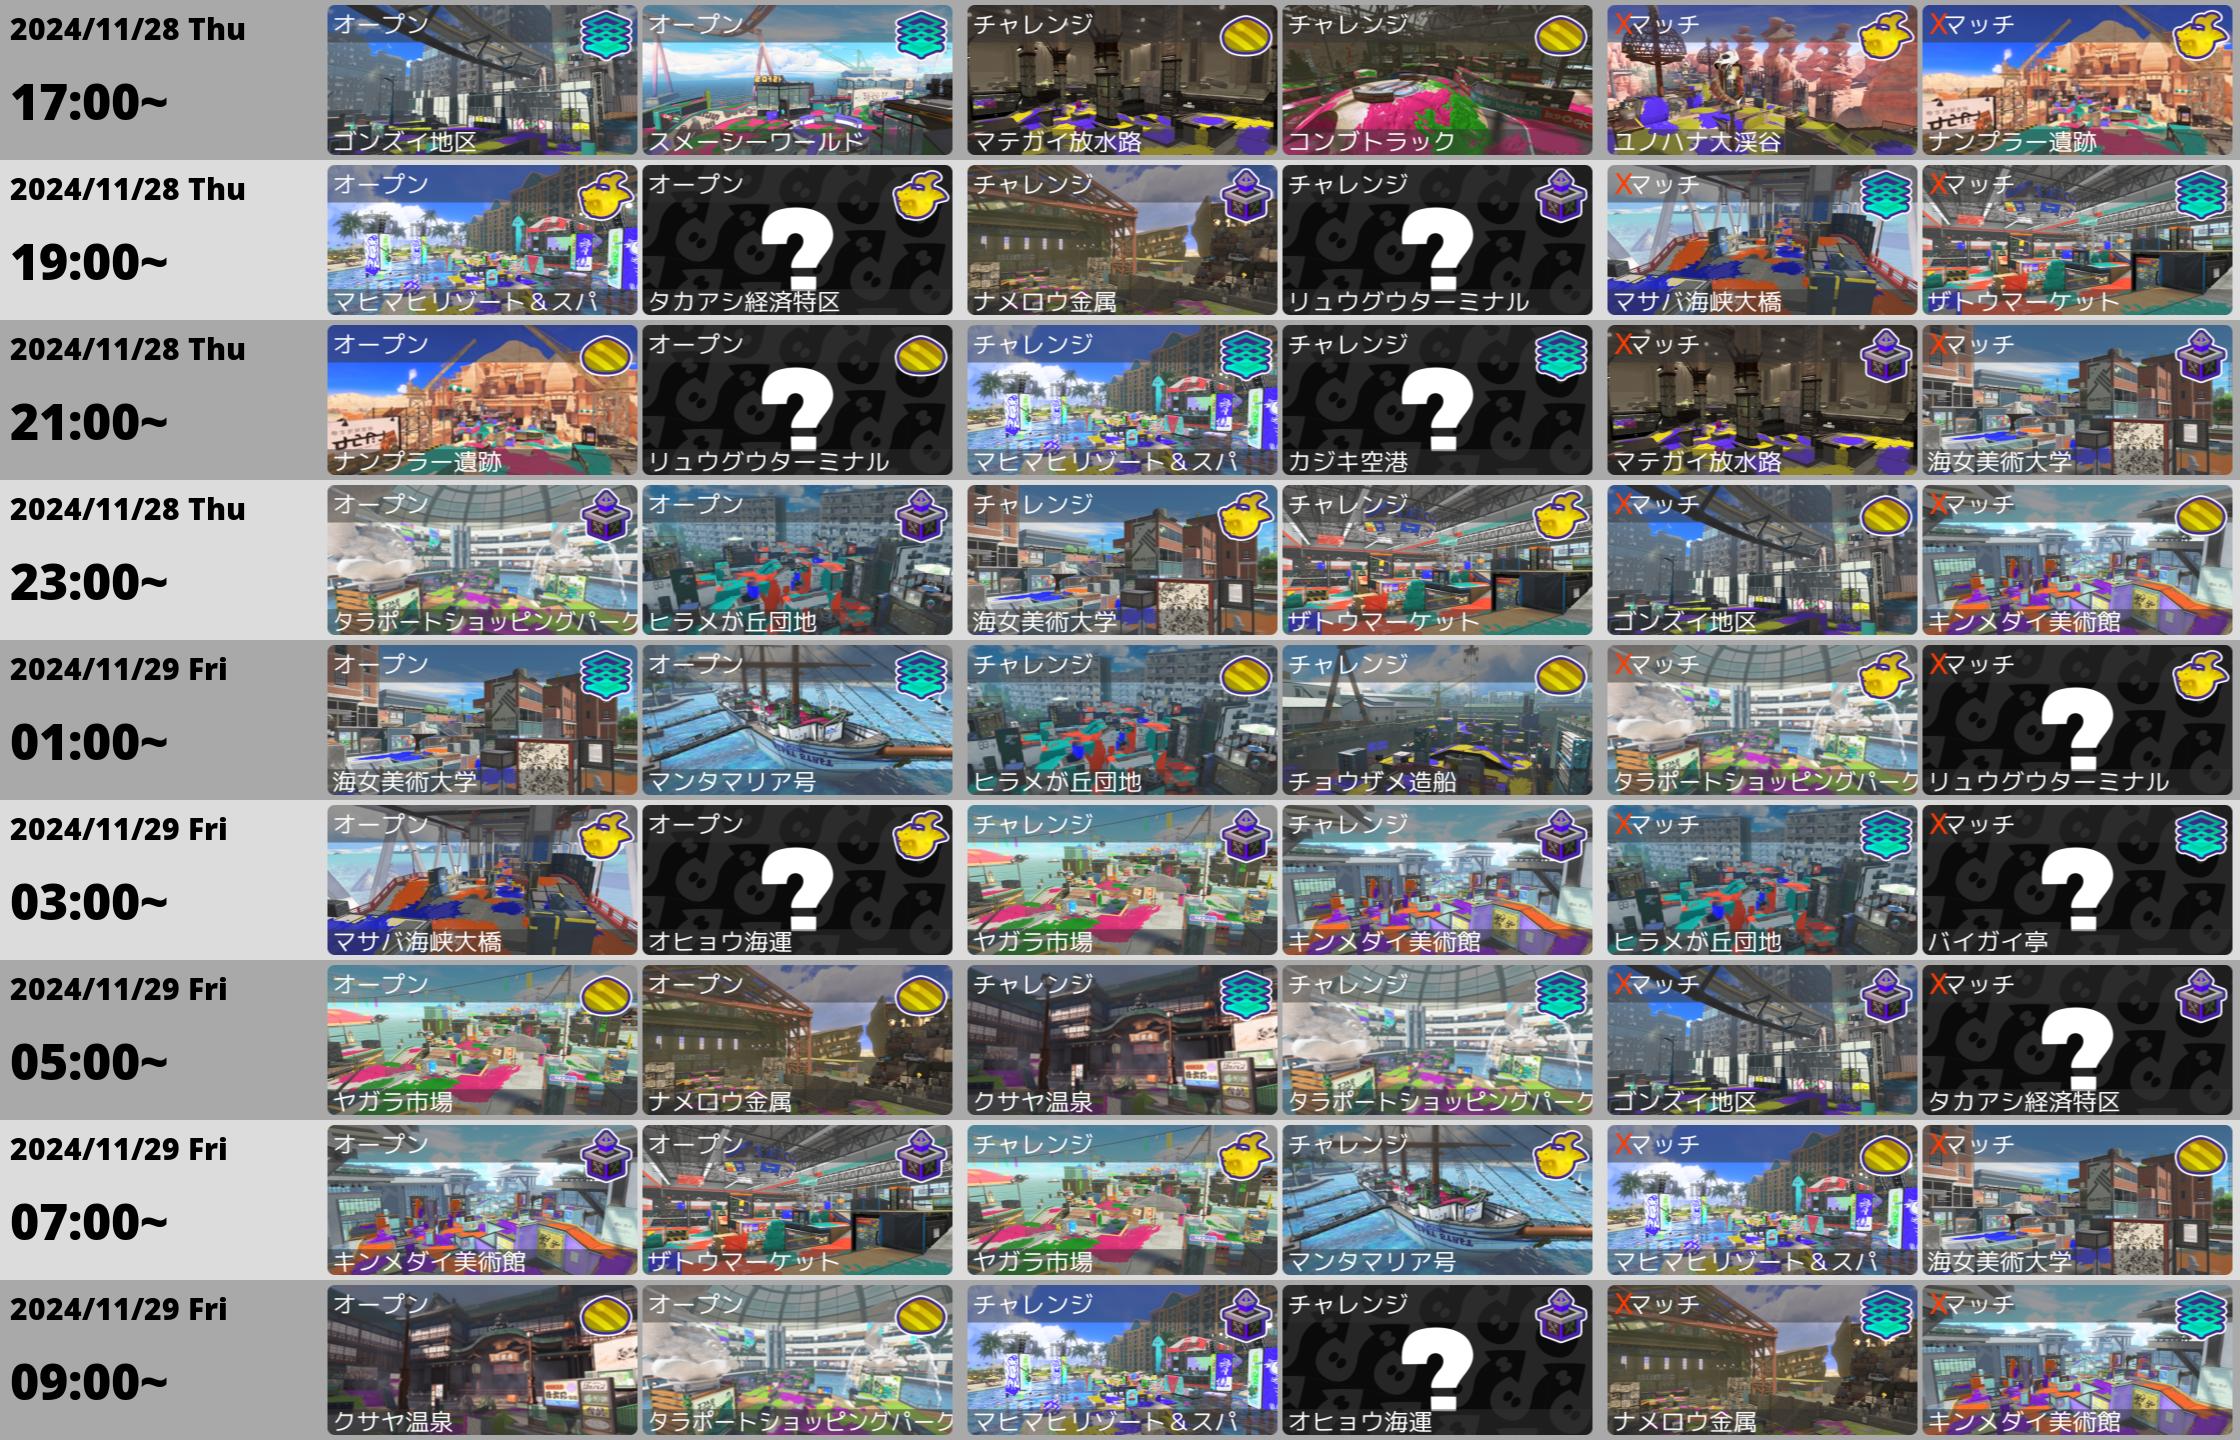 2024/11/28 Thu
17:00~
オープン
ゴンズイ地区
オープン
スメーシーワールド
チャレンジ
マテガイ放水路
チャレンジ
コンブトラック
Xマッチ
ユノハナ大渓谷
Xマッチ
ナンプラー遺跡
2024/11/28 Thu
19:00~
オープン
マヒマヒリゾート＆スパ
オープン
?
タカアシ経済特区
チャレンジ
ナメロウ金属
チャレンジ
?
リュウグウターミナル
Xマッチ
マサバ海峡大橋
Xマッチ
ザトウマーケット
2024/11/28 Thu
21:00~
オープン
ナンプラー遺跡
オープン
?
リュウグウターミナル
チャレンジ
マヒマヒリゾート＆スパ
チャレンジ
?
カジキ空港
Xマッチ
マテガイ放水路
Xマッチ
海女美術大学
2024/11/28 Thu
23:00~
オープン
タラポートショッピングパーク
オープン
ヒラメが丘団地
チャレンジ
海女美術大学
チャレンジ
ザトウマーケット
Xマッチ
ゴンズイ地区
Xマッチ
キンメダイ美術館
2024/11/29 Fri
01:00~
オープン
海女美術大学
オープン
マンタマリア号
チャレンジ
ヒラメが丘団地
チャレンジ
チョウザメ造船
Xマッチ
タラポートショッピングパーク
Xマッチ
?
リュウグウターミナル
2024/11/29 Fri
03:00~
オープン
マサバ海峡大橋
オープン
?
オヒョウ海運
チャレンジ
ヤガラ市場
チャレンジ
キンメダイ美術館
Xマッチ
ヒラメが丘団地
Xマッチ
?
バイガイ亭
2024/11/29 Fri
05:00~
オープン
ヤガラ市場
オープン
ナメロウ金属
チャレンジ
クサヤ温泉
チャレンジ
タラポートショッピングパーク
Xマッチ
ゴンズイ地区
Xマッチ
?
タカアシ経済特区
2024/11/29 Fri
07:00~
オープン
キンメダイ美術館
オープン
ザトウマーケット
チャレンジ
ヤガラ市場
チャレンジ
マンタマリア号
Xマッチ
マヒマヒリゾート＆スパ
Xマッチ
海女美術大学
2024/11/29 Fri
09:00~
オープン
クサヤ温泉
オープン
タラポートショッピングパーク
チャレンジ
マヒマヒリゾート＆スパ
チャレンジ
?
オヒョウ海運
Xマッチ
ナメロウ金属
Xマッチ
キンメダイ美術館